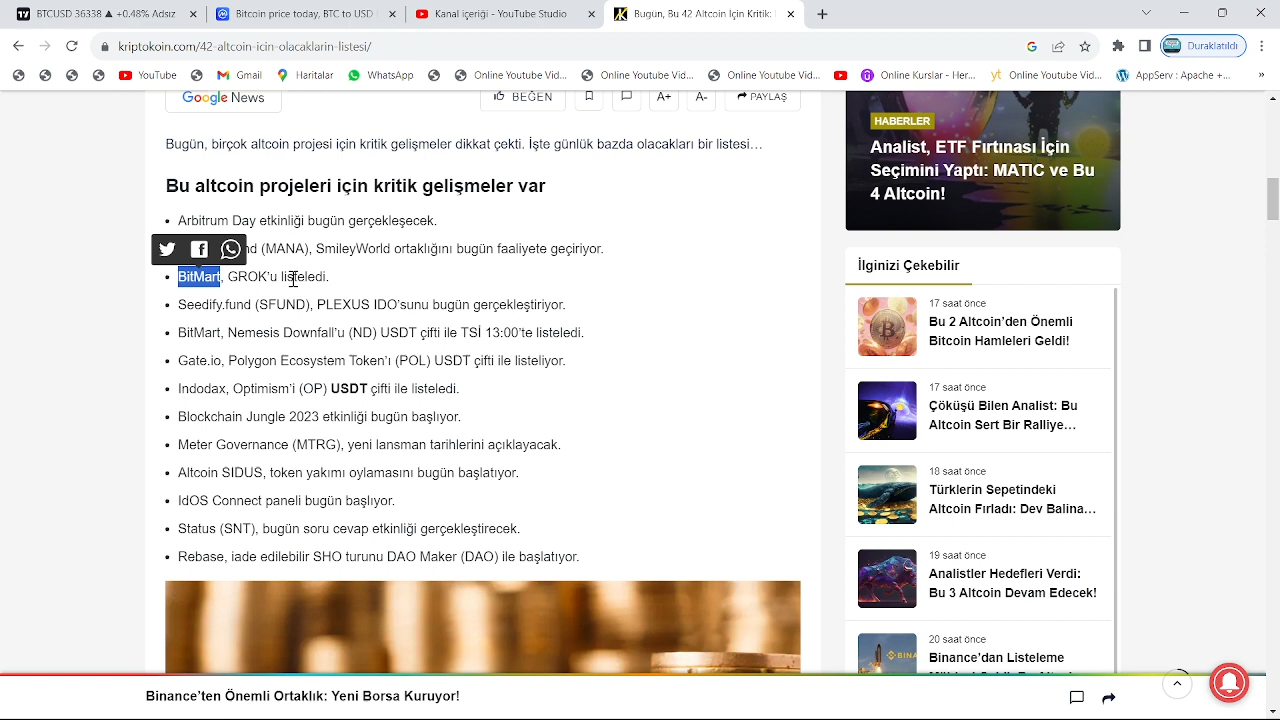 BTCUSD 36338 ▲ +0.48% Adsız
Bitcoin price today, BTC to USD
Kanal içeriği - YouTube Studio
Bugün, Bu 42 Altcoin İçin Kritik:
kriptokoin.com/42-altcoin-icin-olacaklarin-listesi/
Duraklatıldı
YouTube
Gmail
Haritalar
WhatsApp
Online Youtube Vid...
Online Youtube Vid...
Online Youtube Vid...
Online Kurslar - Her...
Online Youtube Vid...
AppServ : Apache +...
»
Google News
BEĞEN
A+
A-
PAYLAŞ
Bugün, birçox altcoin projesi için kritik gelişmeler dikkat çekti. İşte günlük bazda olacakları bir listesi…
Bu altcoin projeleri için kritik gelişmeler var
Arbitrum Day etkinliği bugün gerçekleşecek.
(MANA), SmileyWorld ortaklığını bugün faaliyete geçiriyor.
BitMart, GROK’u listeledi.
Seedify.fund (SFUND), PLEXUS IDO’sunu bugün gerçekleştiriyor.
BitMart, Nemesis Downfall’u (ND) USDT çifti ile TSİ 13:00’te listeledi.
Gate.io, Polygon Ecosystem Token’ı (POL) USDT çifti ile listeliyor.
Indodax, Optimism’i (OP) USDT çifti ile listeledi.
Blockchain Jungle 2023 etkinliği bugün başlıyor.
Meter Governance (MTRG), yeni lansman tarihlerini açıklayacak.
Altcoin SIDUS, token yakımı oylamasını bugün başlatıyor.
IdOS Connect paneli bugün başlıyor.
Status (SNT), bugün soru cevap etkinliği gerçekleştirecek.
Rebase, iade edilebilir SHO turunu DAO Maker (DAO) ile başlatıyor.
HABERLER
Analist, ETF Fırtınası İçin
Seçimini Yaptı: MATIC ve Bu
4 Altcoin!
İlginizi Çekebilir
17 saat önce
Bu 2 Altcoin’den Önemli
Bitcoin Hamleleri Geldi!
17 saat önce
Çöküşü Bilen Analist: Bu
Altcoin Sert Bir Ralliye…
18 saat önce
Türklerin Sepetindeki
Altcoin Fırladı: Dev Balina…
19 saat önce
Analistler Hedefleri Verdi:
Bu 3 Altcoin Devam Edecek!
20 saat önce
Binance’dan Listeleme
Binance’ten Önemli Ortaklık: Yeni Borsa Kuruyor!